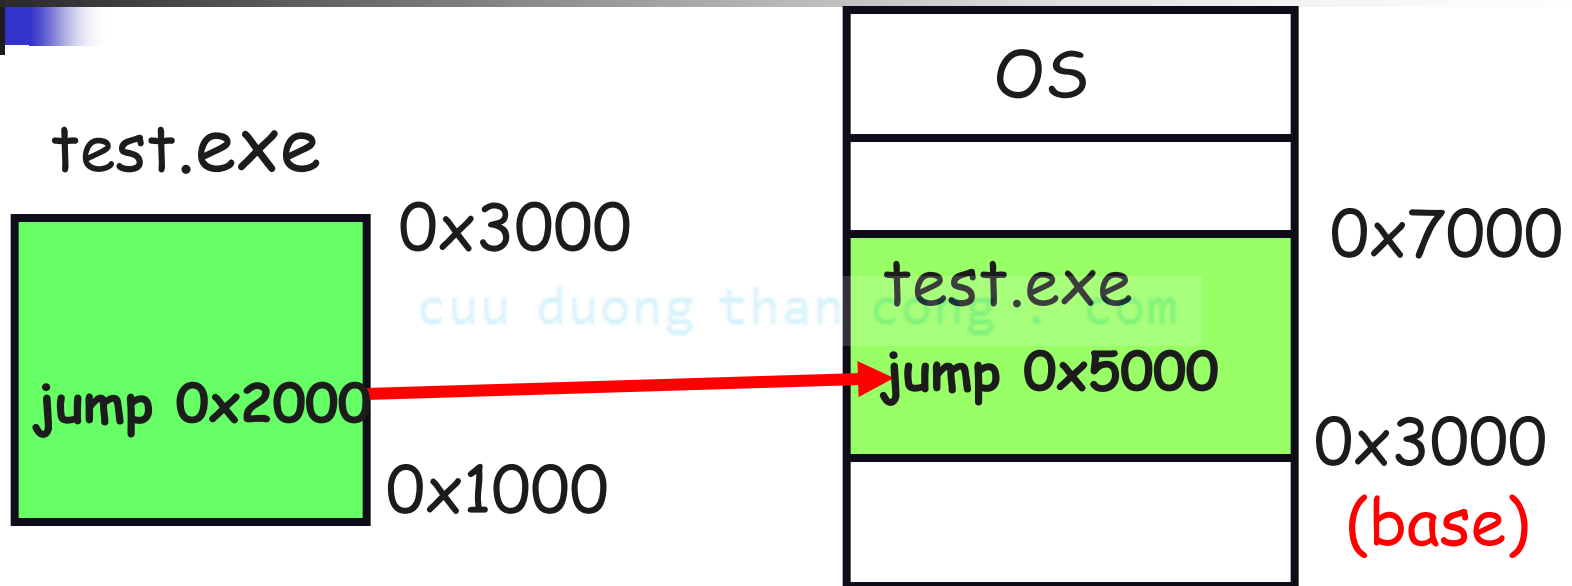 test.exe
0x3000
jump 0x2000
0x1000
OS
0x7000
test.exe
jump 0x5000
0x3000
(base)
cuu duong than cong . com